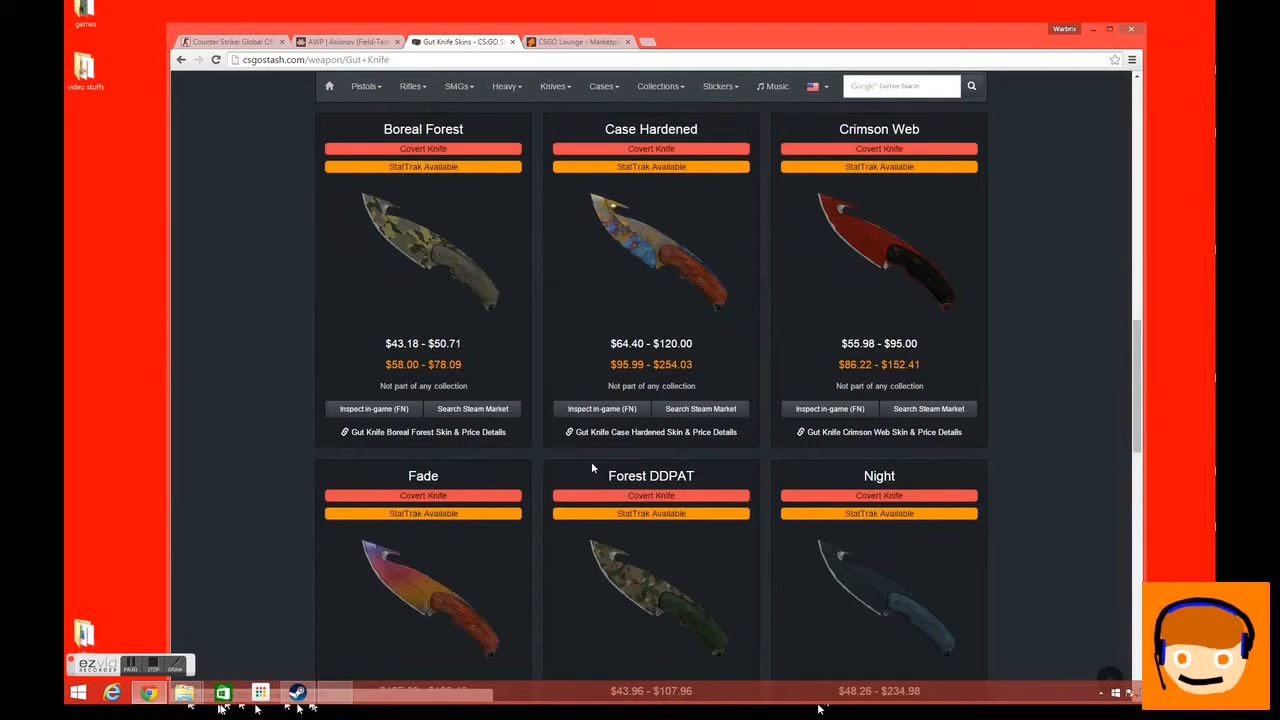 games
video stuffs
Warbrix
Counter Strike: Global Of
AWP | Asiimov (Field-Tes
Gut Knife Skins - CS:GO S
CSGO Lounge - Marketpl
csgostash.com/weapon/Gut+Knife
Pistols
Rifles
SMGs
Heavy
Knives
Cases
Collections
Stickers
Music
Google Custom Search
Boreal Forest
Case Hardened
Crimson Web
Covert Knife
Covert Knife
Covert Knife
StatTrak Available
StatTrak Available
StatTrak Available
$43.18 - $50.71
$64.40 - $120.00
$55.98 - $95.00
$58.00 - $78.09
$95.99 - $254.03
$86.22 - $152.41
Not part of any collection
Not part of any collection
Not part of any collection
Inspect in-game (FN)
Search Steam Market
Inspect in-game (FN)
Search Steam Market
Inspect in-game (FN)
Search Steam Market
Gut Knife Boreal Forest Skin & Price Details
Gut Knife Case Hardened Skin & Price Details
Gut Knife Crimson Web Skin & Price Details
Fade
Forest DDPAT
Night
Covert Knife
Covert Knife
Covert Knife
StatTrak Available
StatTrak Available
StatTrak Available
ezvid
RECORDER
PAUSE
STOP
DRAW
$43.96 - $107.96
$48.26 - $234.98